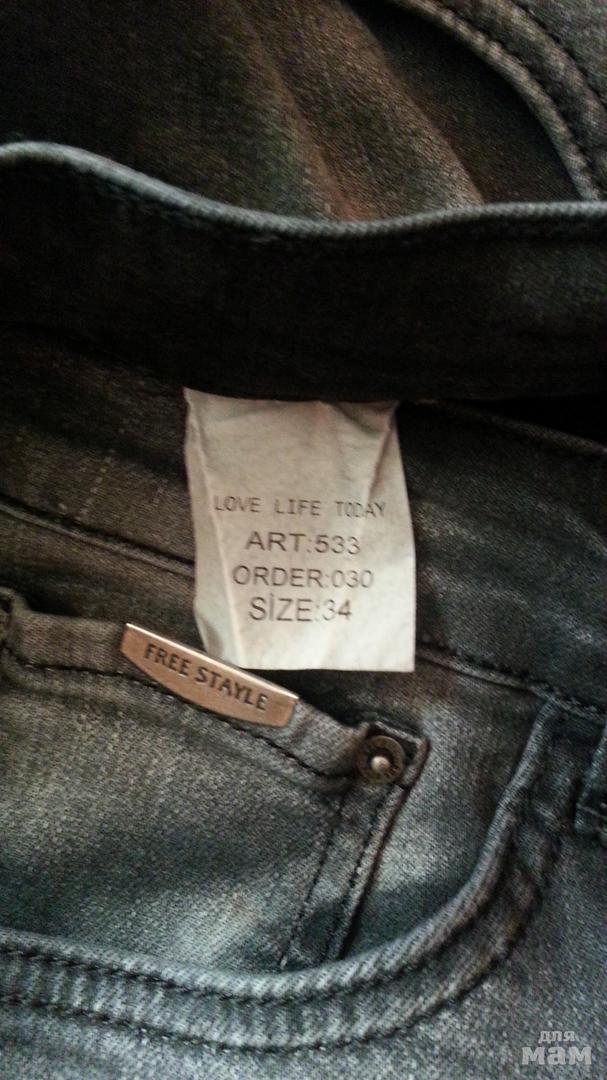 LOVE LIFE TODAY
ART:533
ORDER:030
SİZE:34
FREE STAYLE
для
мам